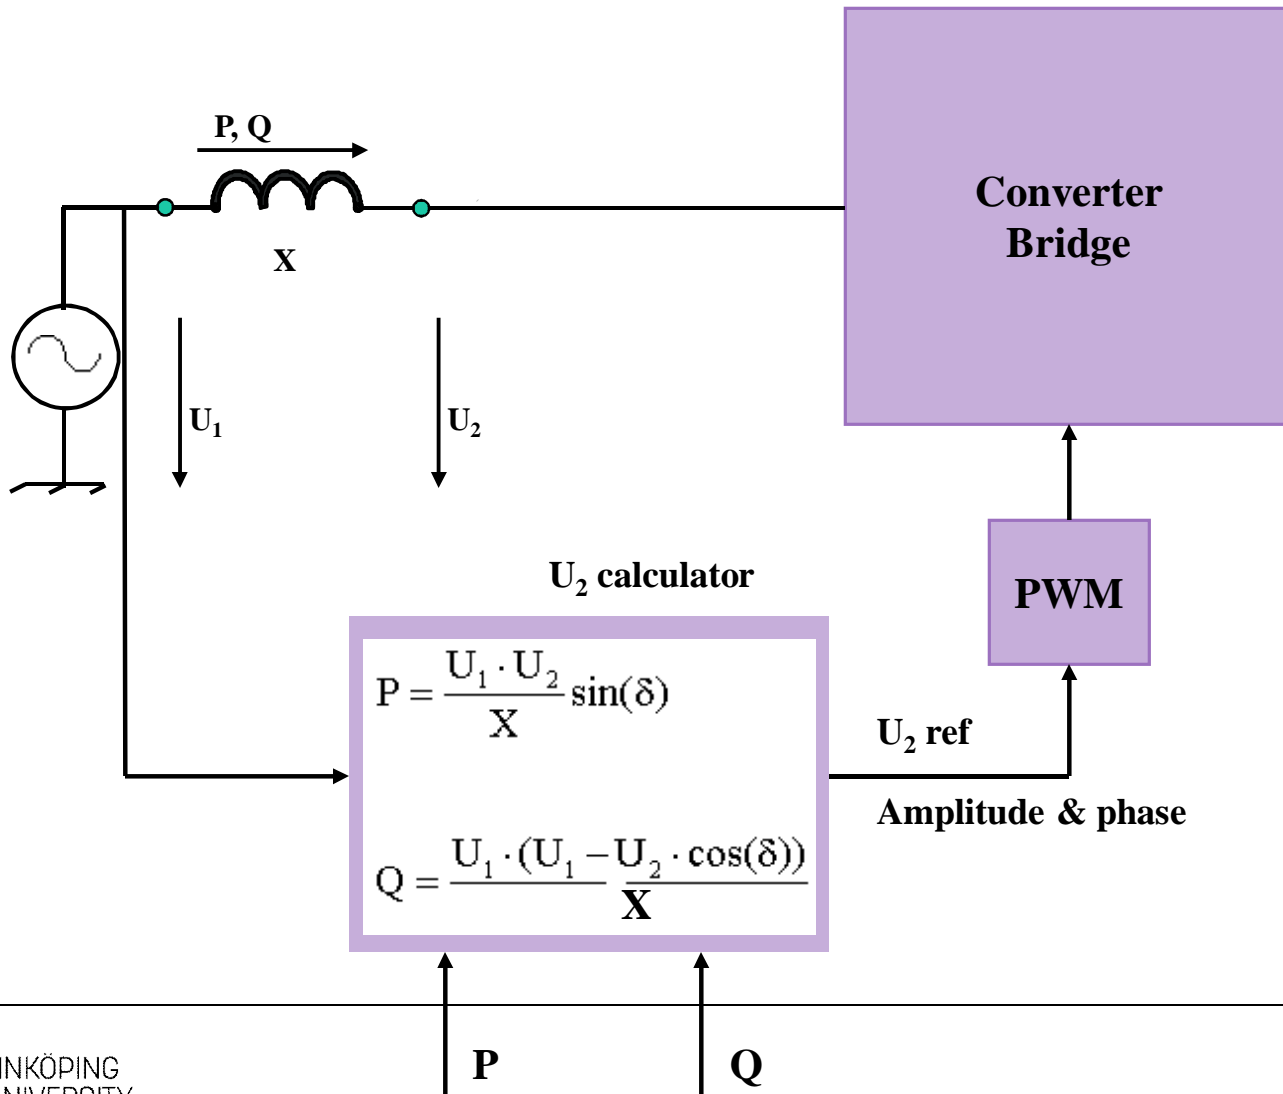 P, Q
Converter
Bridge
X
U₁
U₂
U₂ calculator
PWM
P = U₁ · U₂ / X sin(δ)
U₂ ref
Amplitude & phase
Q = U₁ · (U₁ − U₂ · cos(δ)) / X
P
Q
INKÖPING